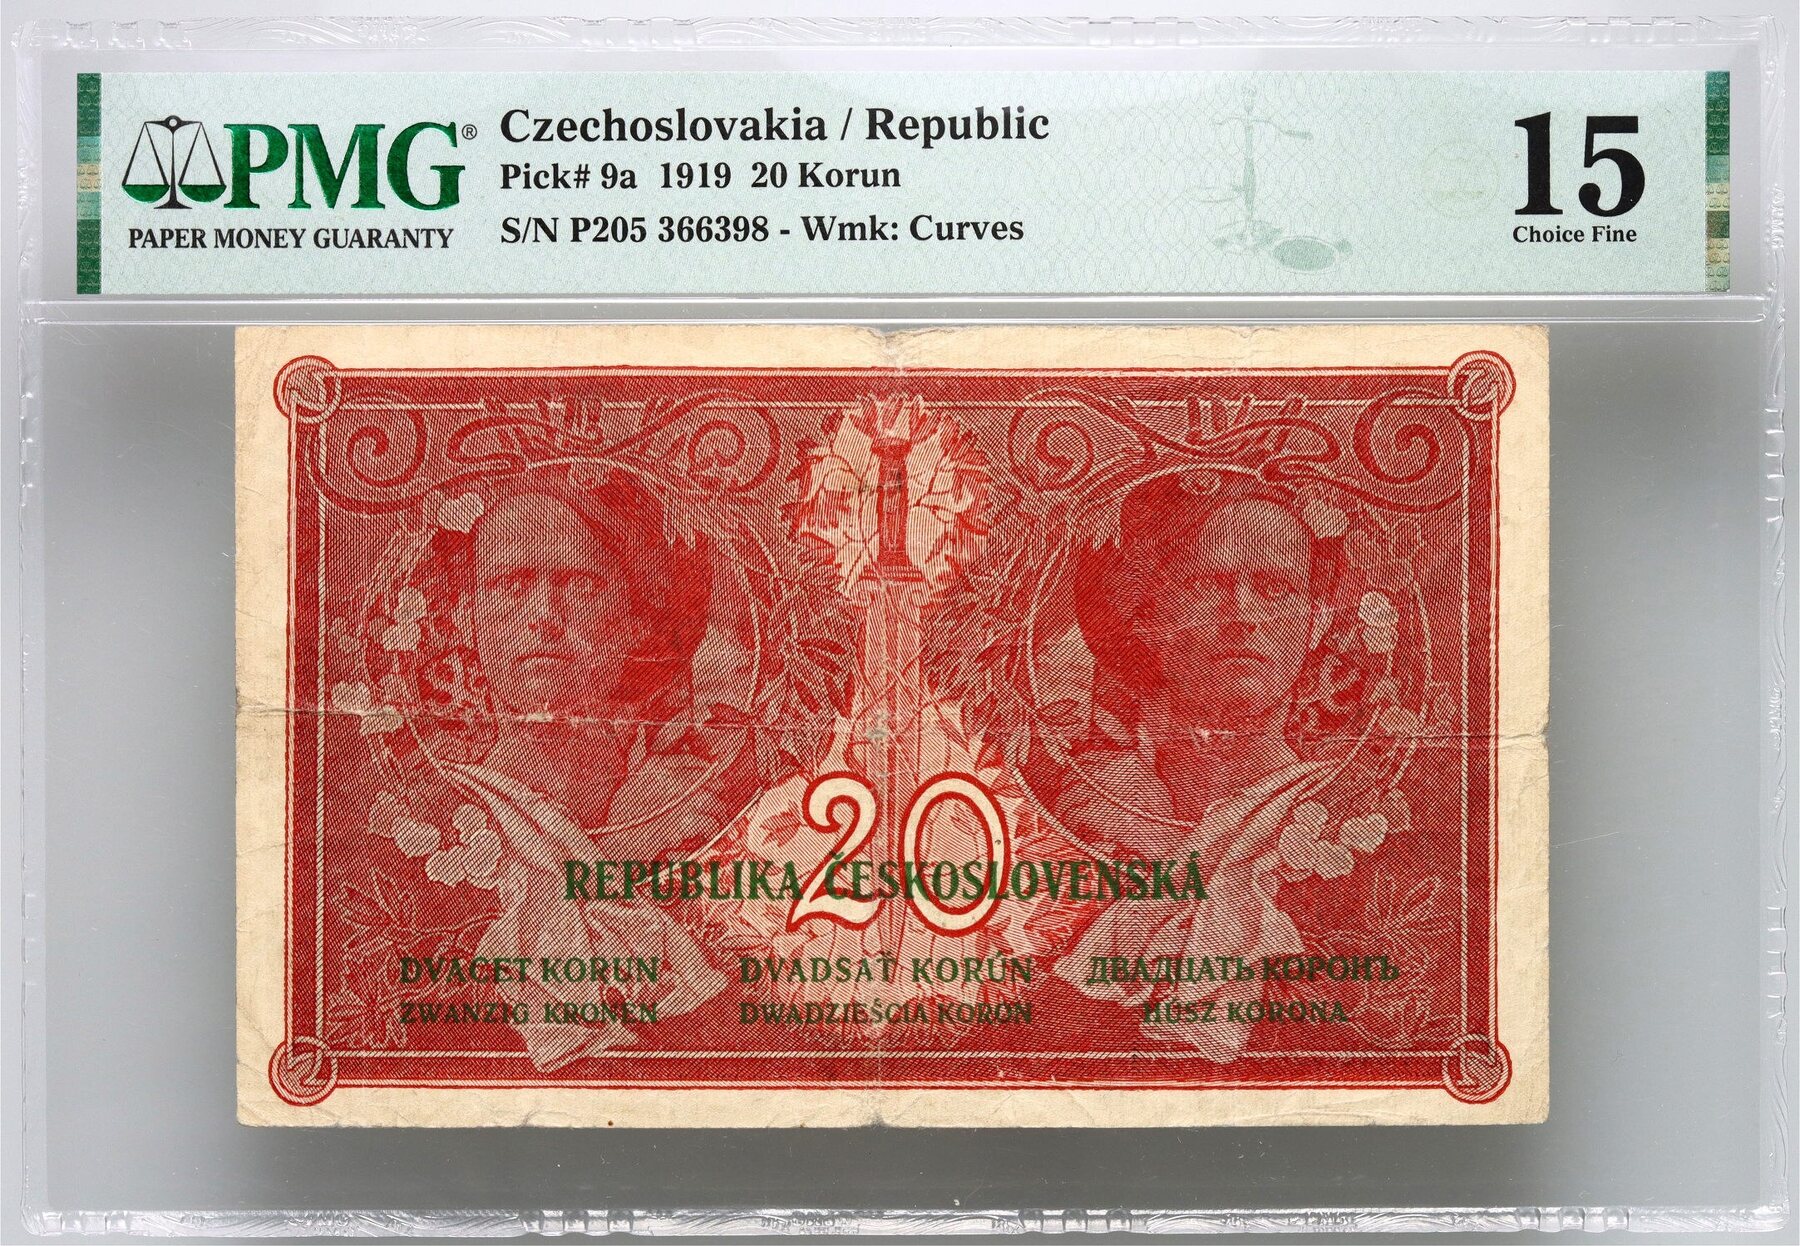 PMG®
PAPER MONEY GUARANTY
Czechoslovakia / Republic
Pick# 9a 1919 20 Korun
S/N P205 366398 - Wmk: Curves
15
Choice Fine
20
REPUBLIKA ČESKOSLOVENSKÁ
DVACET KORUN
DVADSAŤ KORÚN
ДВАДЦАТЬ КОРОНЪ
ZWANZIG KRONEN
DWADZIEŚCIA KORON
HÚSZ KORONA